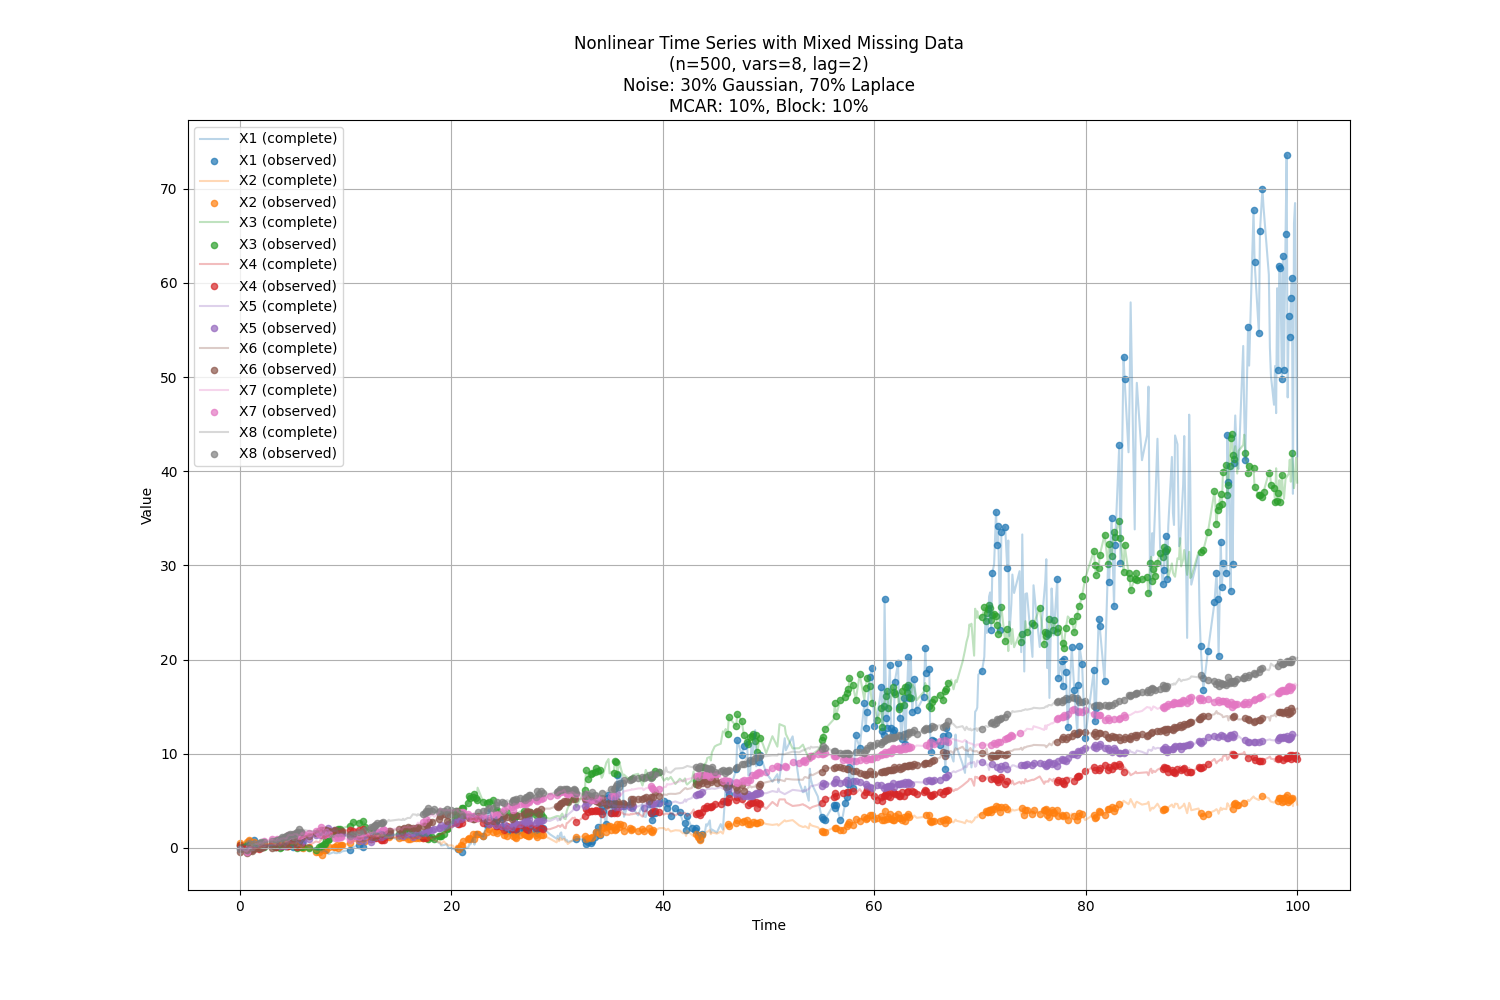 Nonlinear Time Series with Mixed Missing Data
(n=500, vars=8, lag=2)
Noise: 30% Gaussian, 70% Laplace
MCAR: 10%, Block: 10%
X1 (complete)
X1 (observed)
X2 (complete)
X2 (observed)
X3 (complete)
X3 (observed)
X4 (complete)
X4 (observed)
X5 (complete)
X5 (observed)
X6 (complete)
X6 (observed)
X7 (complete)
X7 (observed)
X8 (complete)
X8 (observed)
70
60
50
40
30
20
10
0
Value
0 20 40 60 80 100
Time